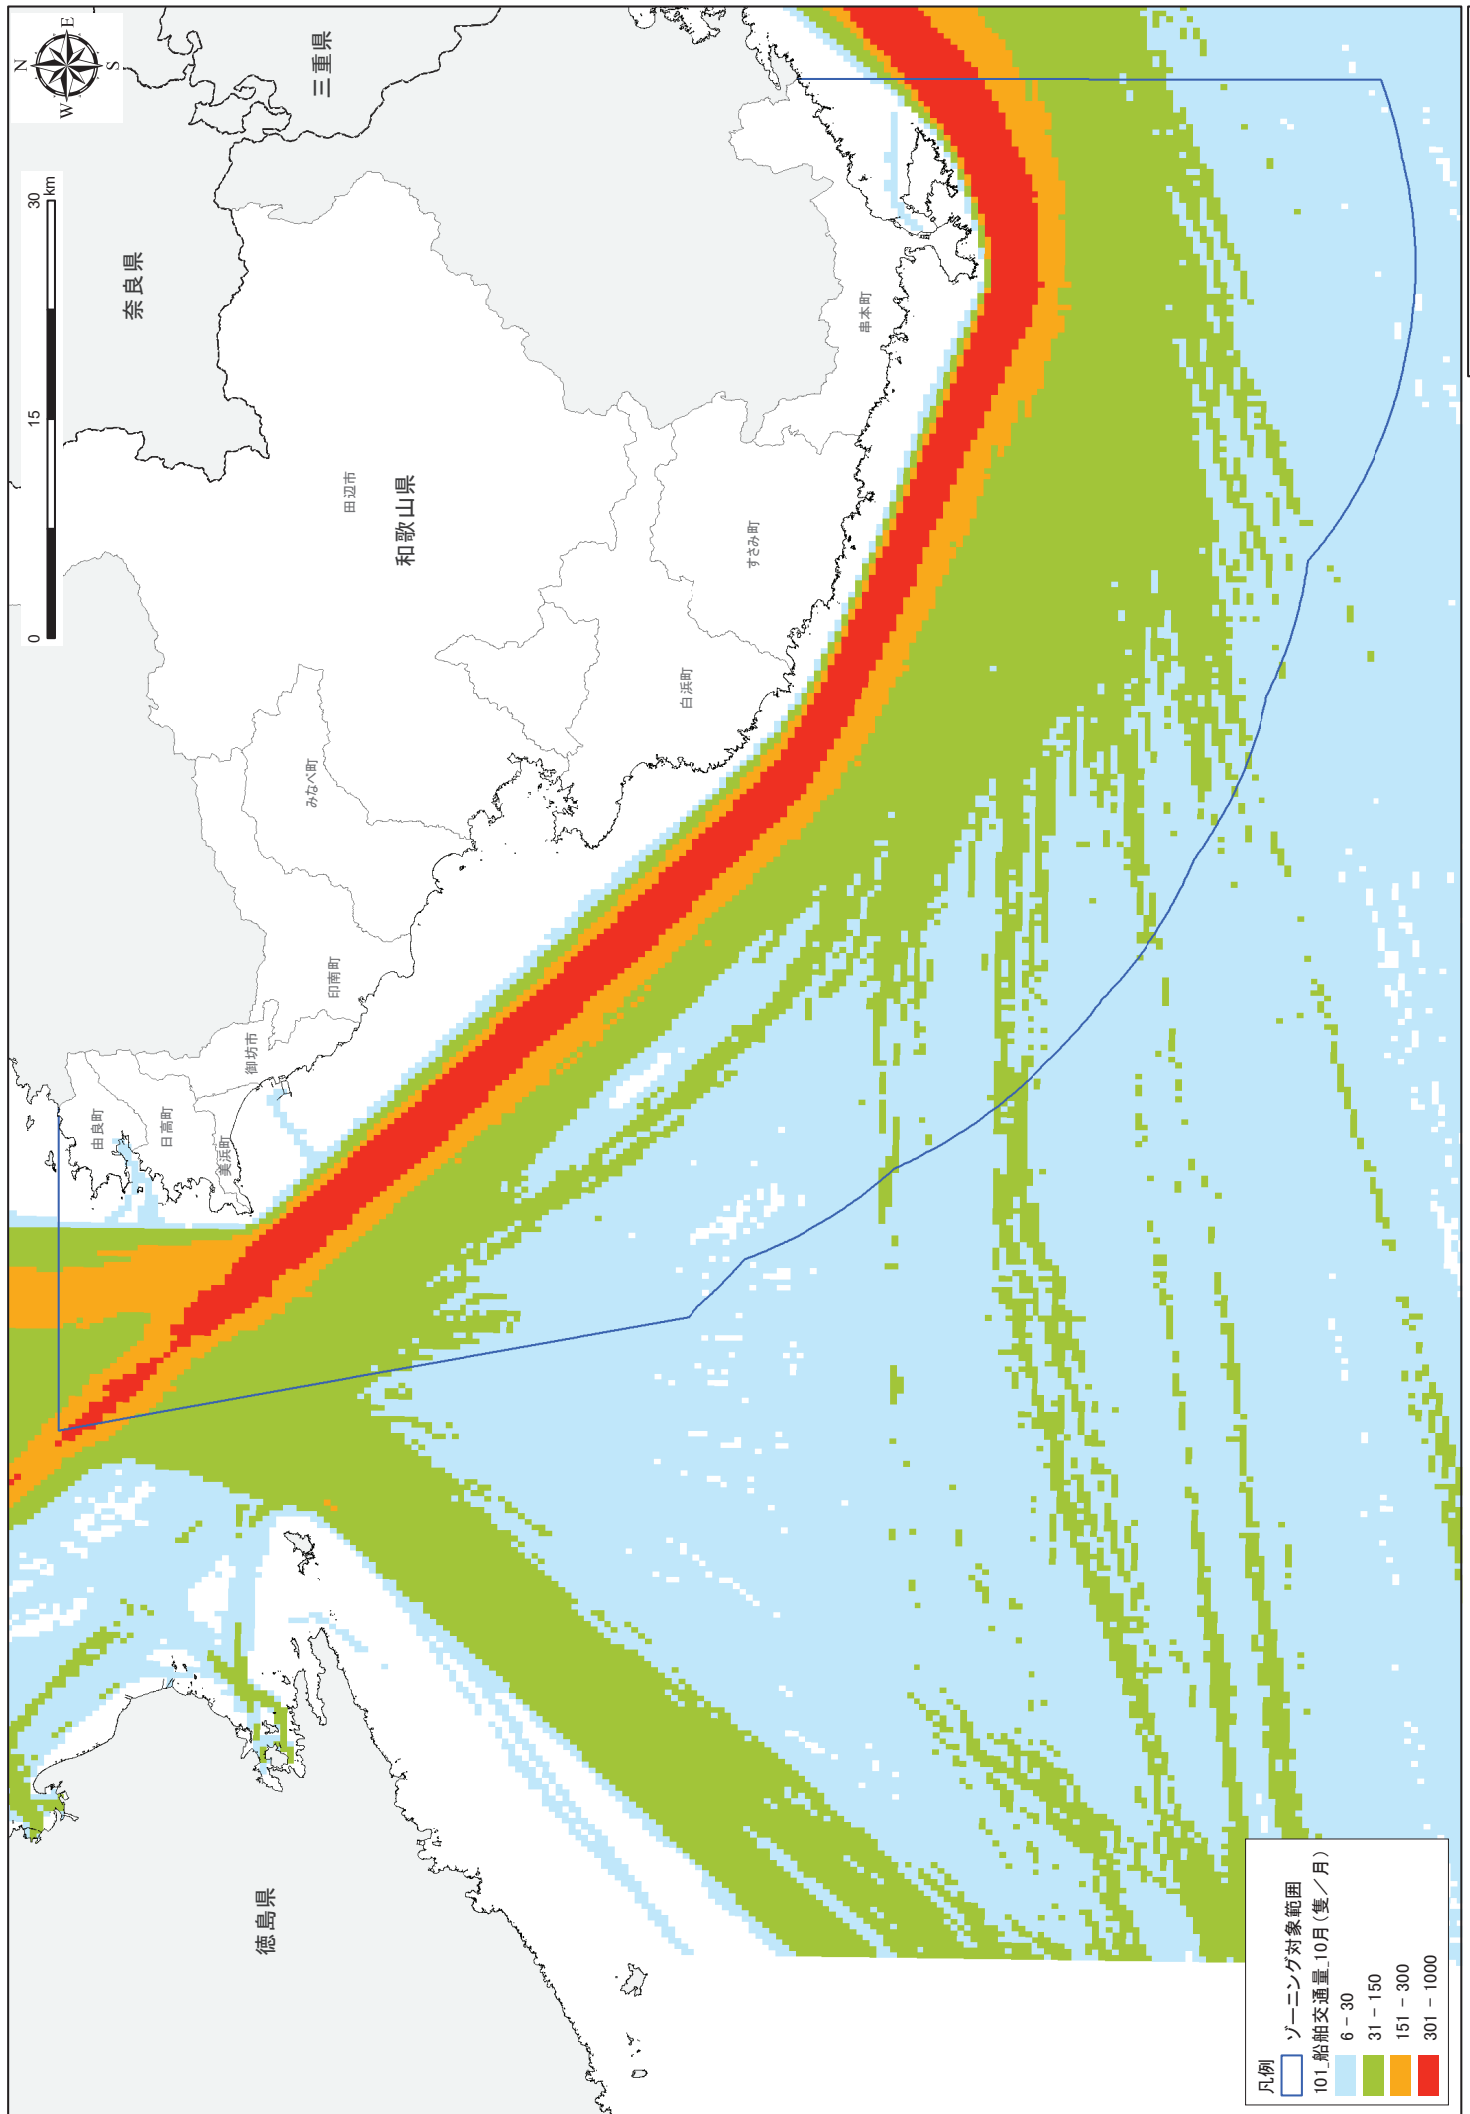 N
W
E
S
0
15
30
km
三重県
奈良県
和歌山県
田辺市
串本町
すさみ町
白浜町
みなべ町
印南町
御坊市
美浜町
日高町
由良町
徳島県
凡例
ゾーニング対象範囲
101_船舶交通量_10月(隻／月)
6 - 30
31 - 150
151 - 300
301 - 1000